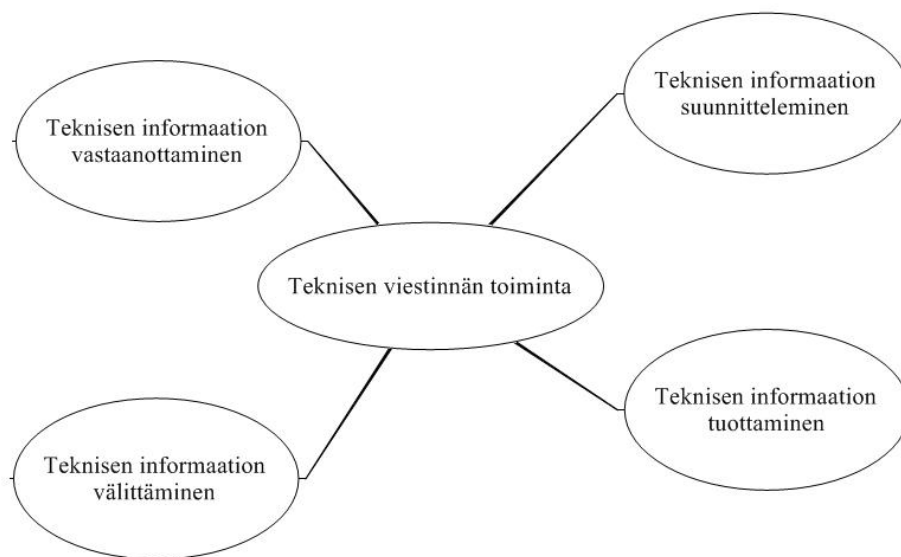 Teknisen informaation
vastaanottaminen
Teknisen informaation
suunnitteleminen
Teknisen viestinnän toiminta
Teknisen informaation
välittäminen
Teknisen informaation
tuottaminen